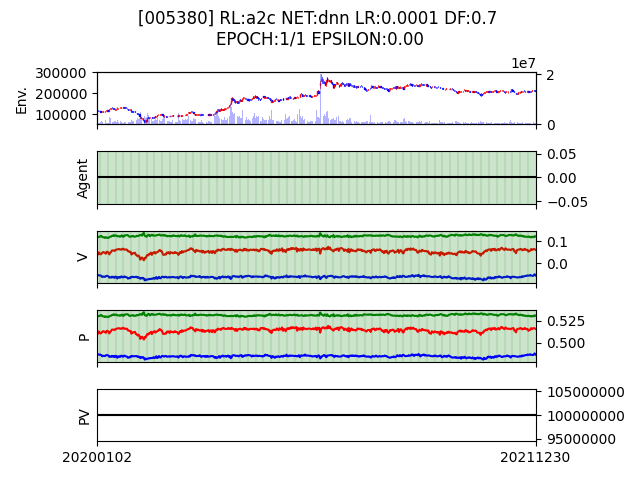 [005380] RL:a2c NET:dnn LR:0.0001 DF:0.7
EPOCH:1/1 EPSILON:0.00
1e7
300000
200000
100000
Env.
2
0
Agent
0.05
0.00
−0.05
V
0.1
0.0
P
0.525
0.500
PV
105000000
100000000
95000000
20200102
20211230